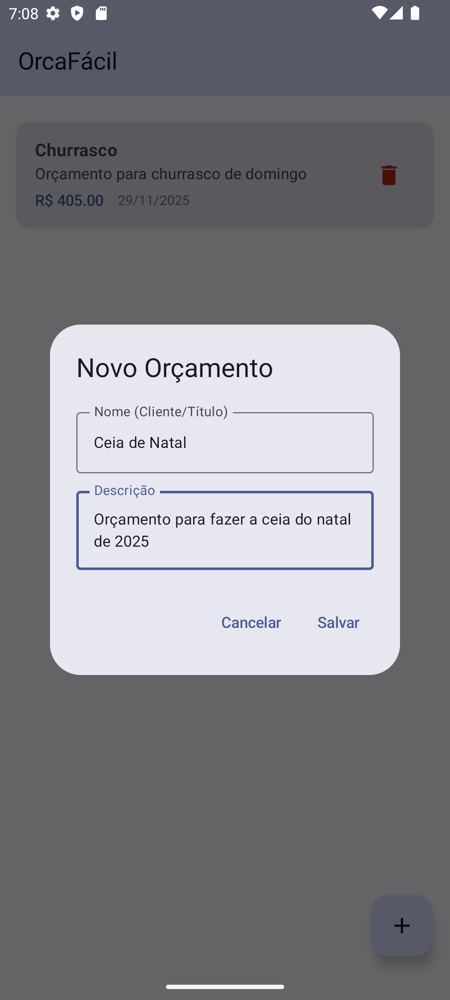 7:08
OrcaFácil
Churrasco
Orçamento para churrasco de domingo
R$ 405.00 29/11/2025
Novo Orçamento
Nome (Cliente/Título)
Ceia de Natal
Descrição
Orçamento para fazer a ceia do natal
de 2025
Cancelar Salvar